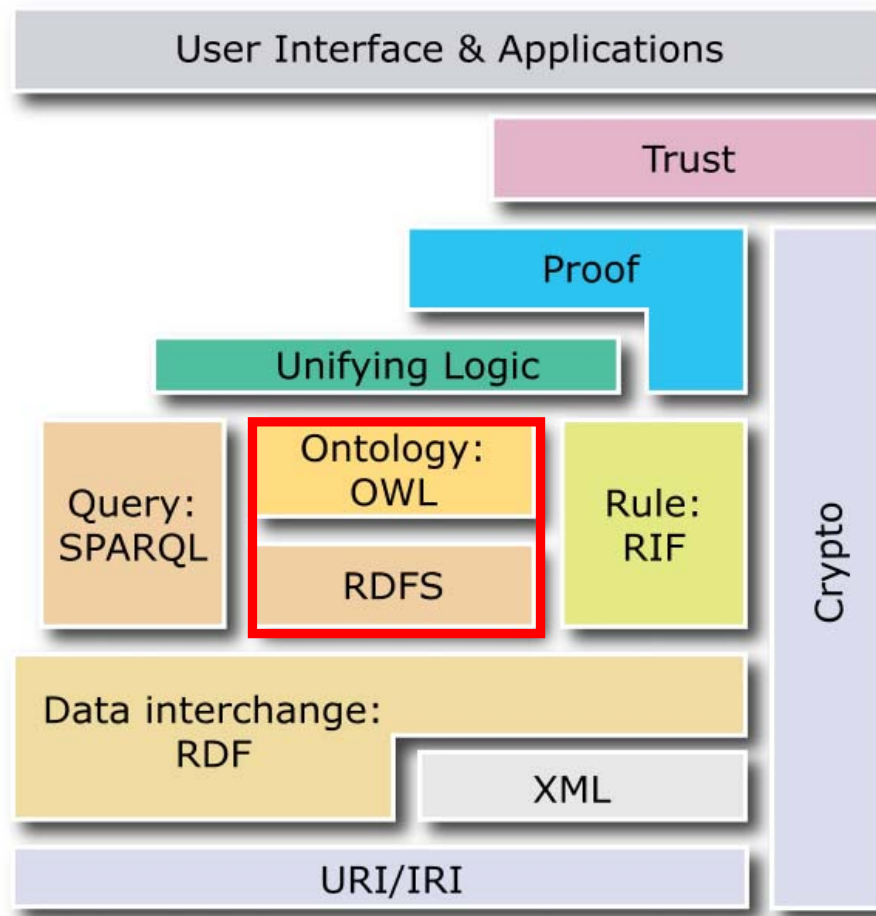 User Interface & Applications
Trust
Proof
Unifying Logic
Ontology:
OWL
Query:
SPARQL
Rule:
RIF
RDFS
Crypto
Data interchange:
RDF
XML
URI/IRI